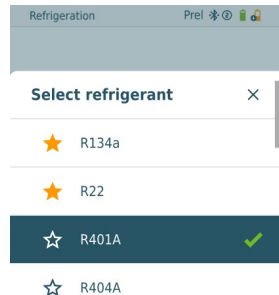 Refrigeration Prel
Select refrigerant
R134a
R22
R401A
R404A